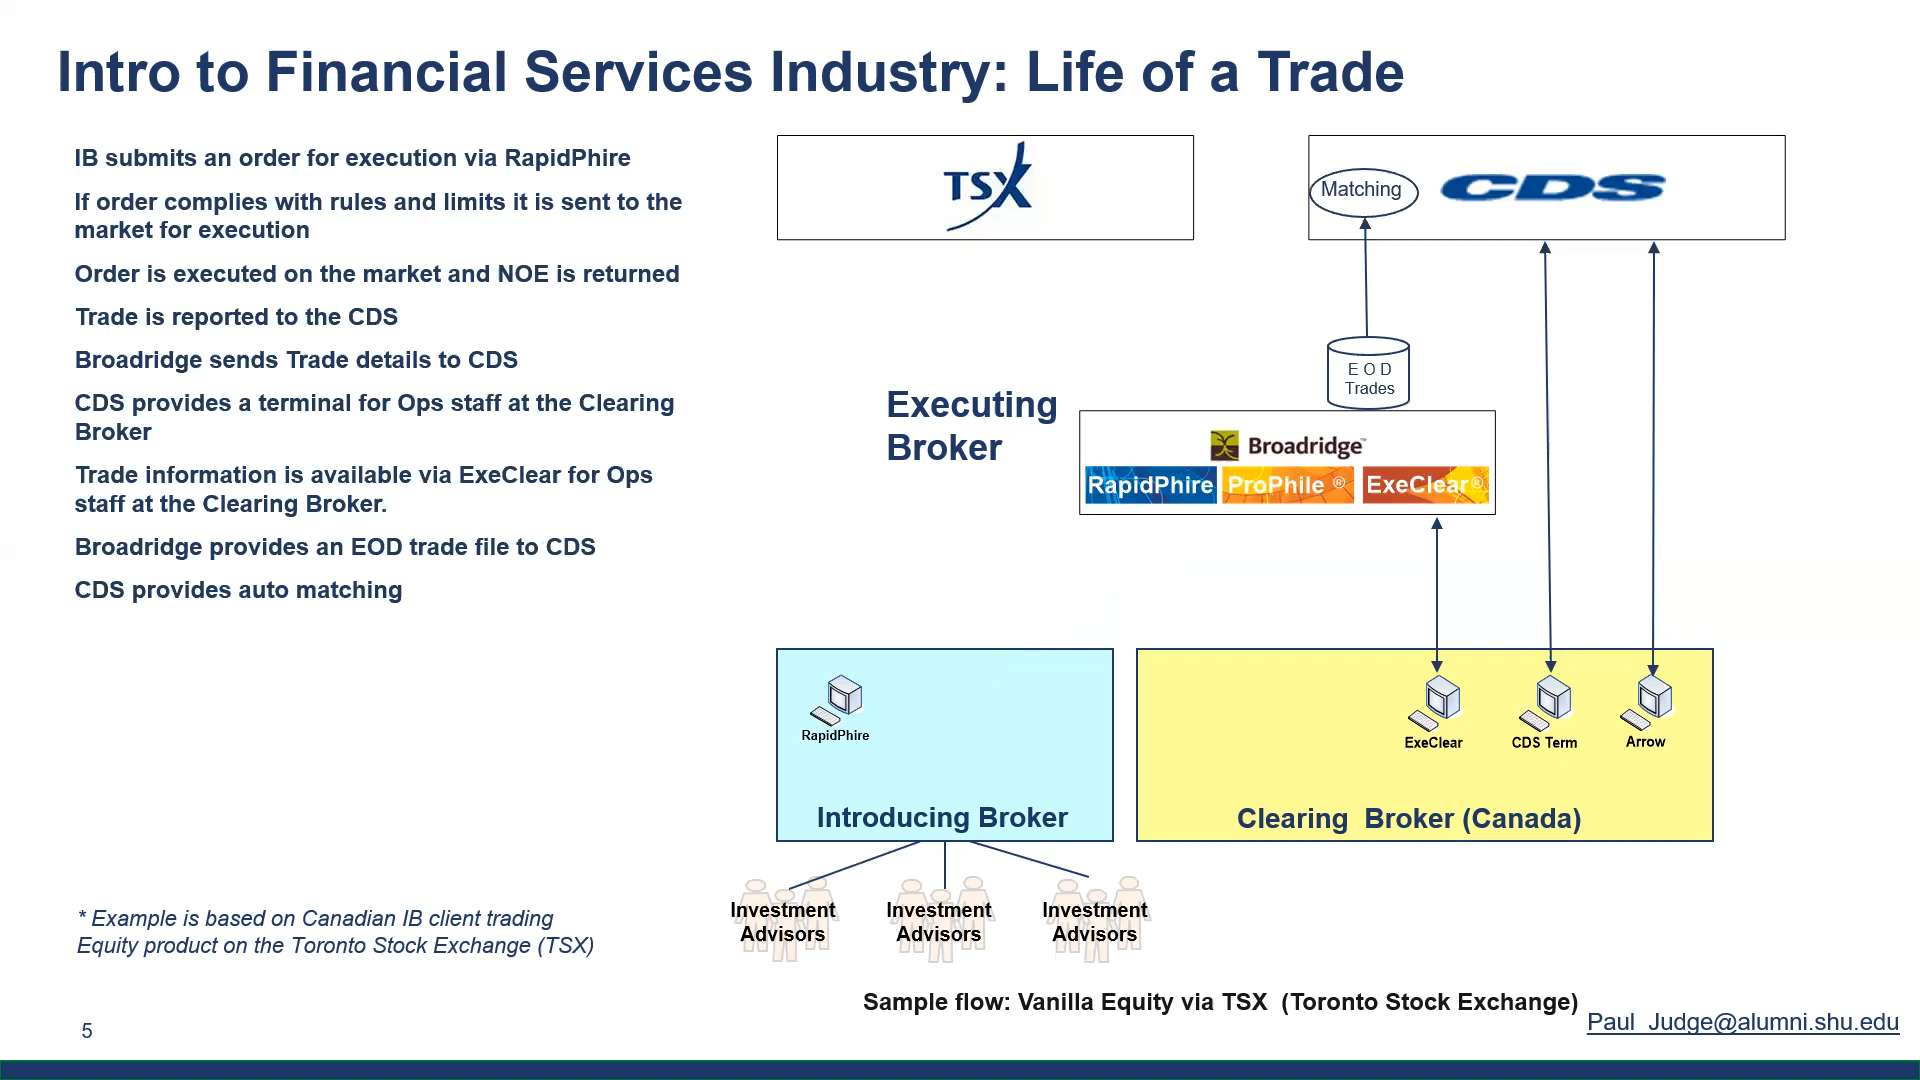 Intro to Financial Services Industry: Life of a Trade
IB submits an order for execution via RapidPhire
If order complies with rules and limits it is sent to the
market for execution
Order is executed on the market and NOE is returned
Trade is reported to the CDS
Broadridge sends Trade details to CDS
CDS provides a terminal for Ops staff at the Clearing
Broker
Trade information is available via ExeClear for Ops
staff at the Clearing Broker.
Broadridge provides an EOD trade file to CDS
CDS provides auto matching
* Example is based on Canadian IB client trading
Equity product on the Toronto Stock Exchange (TSX)
5
TSX
Matching
CDS
E O D
Trades
Executing
Broker
Broadridge™
RapidPhire
ProPhile ®
ExeClear®
RapidPhire
Introducing Broker
ExeClear
CDS Term
Arrow
Clearing Broker (Canada)
Investment
Advisors
Investment
Advisors
Investment
Advisors
Sample flow: Vanilla Equity via TSX (Toronto Stock Exchange)
Paul_Judge@alumni.shu.edu